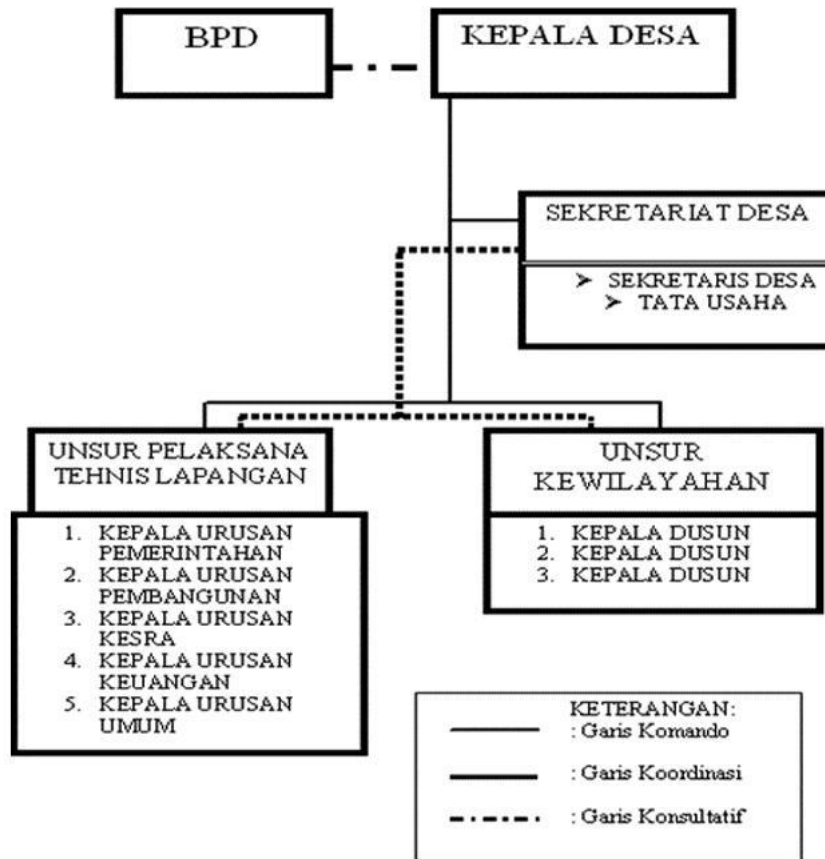 BPD
KEPALA DESA
SEKRETARIAT DESA
➤ SEKRETARIS DESA
➤ TATA USAHA
UNSUR PELAKSANA
TEHNIS LAPANGAN
1. KEPALA URUSAN
PEMERINTAHAN
2. KEPALA URUSAN
PEMBANGUNAN
3. KEPALA URUSAN
KESRA
4. KEPALA URUSAN
KEUANGAN
5. KEPALA URUSAN
UMUM
UNSUR
KEWILAYAHAN
1. KEPALA DUSUN
2. KEPALA DUSUN
3. KEPALA DUSUN
KETERANGAN:
: Garis Komando
: Garis Koordinasi
: Garis Konsultatif